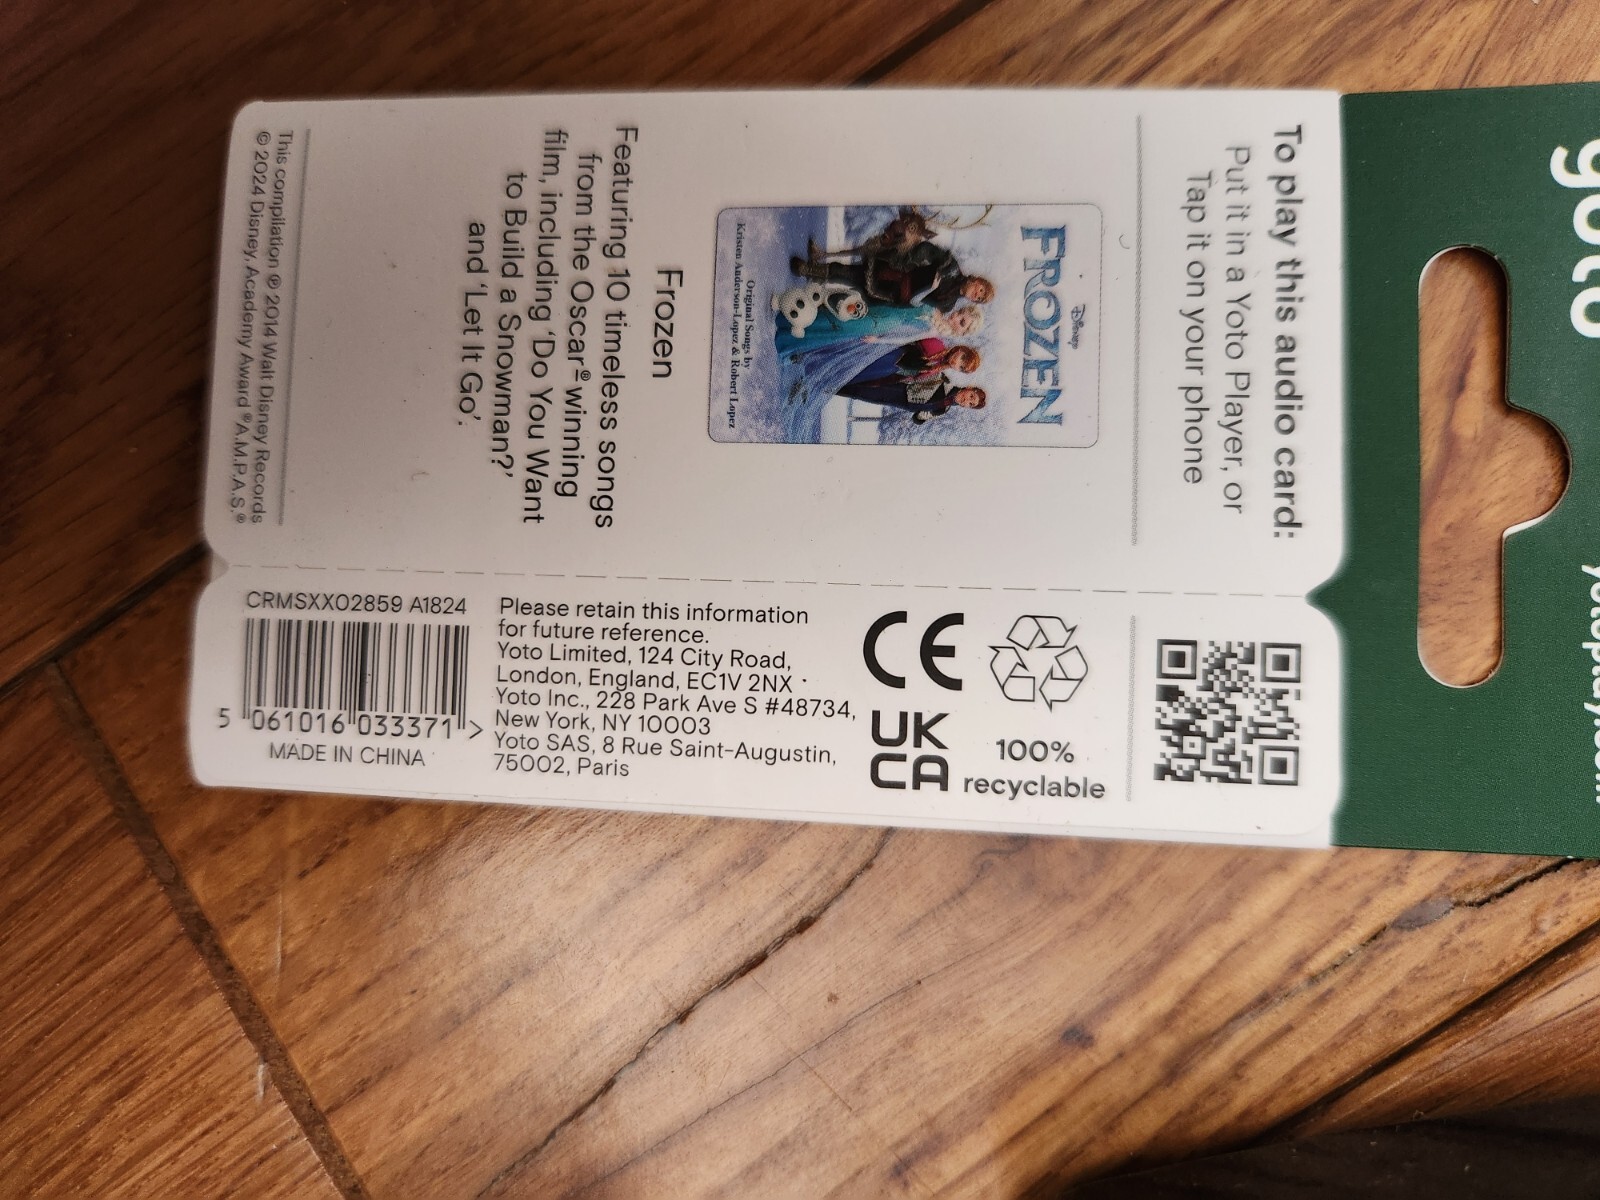 yoto
yotoplay.com
To play this audio card:
Put it in a Yoto Player, or
Tap it on your phone
Disney
FROZEN
Original Songs by
Kristen Anderson-Lopez & Robert Lopez
Frozen
Featuring 10 timeless songs
from the Oscar® winning
film, including ‘Do You Want
to Build a Snowman?’
and ‘Let It Go’.
This compilation ℗ 2014 Walt Disney Records
© 2024 Disney. Academy Award ®A.M.P.A.S.®
CRMSXX02859 A1824
5 061016 033371 >
MADE IN CHINA
Please retain this information
for future reference.
Yoto Limited, 124 City Road,
London, England, EC1V 2NX ·
Yoto Inc., 228 Park Ave S #48734,
New York, NY 10003
Yoto SAS, 8 Rue Saint-Augustin,
75002, Paris
CE
UK
CA
100%
recyclable